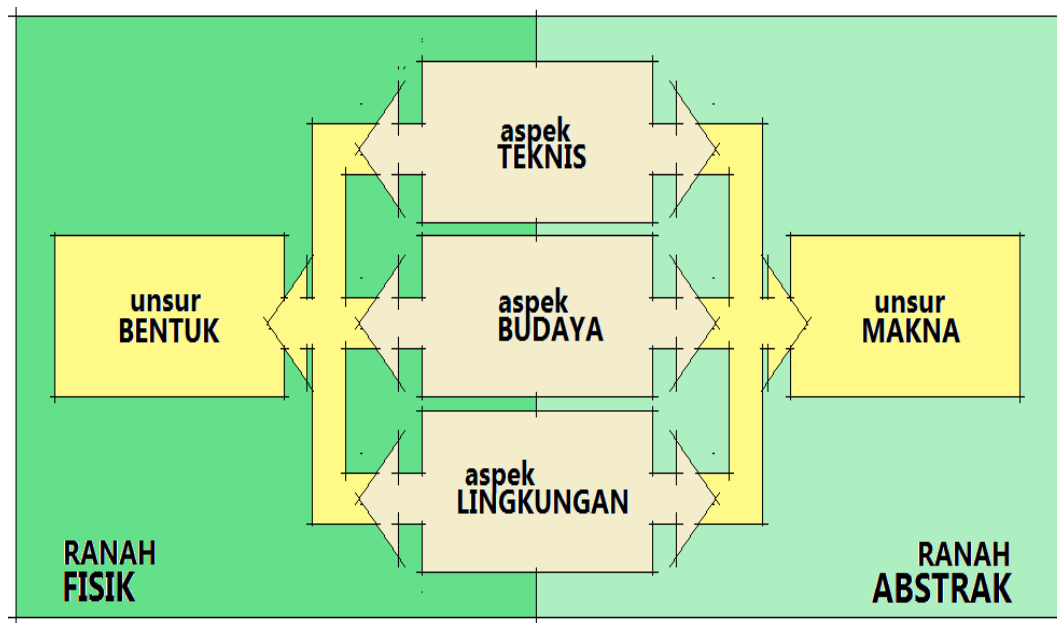 aspek
TEKNIS
unsur
BENTUK
aspek
BUDAYA
unsur
MAKNA
aspek
LINGKUNGAN
RANAH
FISIK
RANAH
ABSTRAK